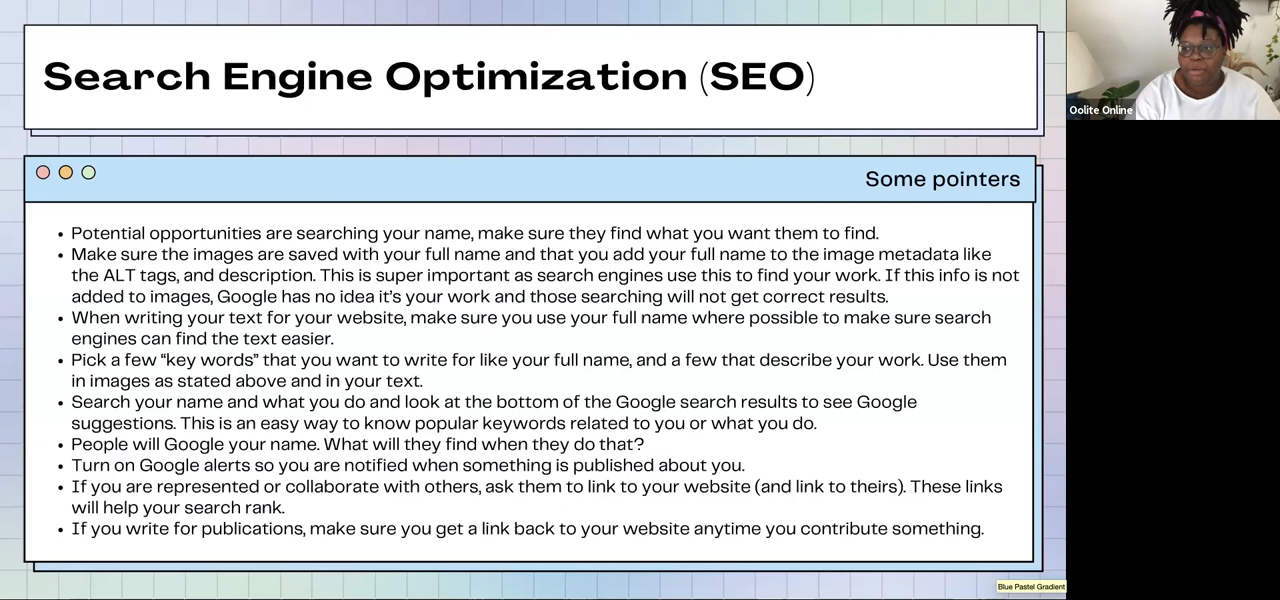 Search Engine Optimization (SEO)
Oolite Online
Some pointers
• Potential opportunities are searching your name, make sure they find what you want them to find.
• Make sure the images are saved with your full name and that you add your full name to the image metadata like
the ALT tags, and description. This is super important as search engines use this to find your work. If this info is not
added to images, Google has no idea it’s your work and those searching will not get correct results.
• When writing your text for your website, make sure you use your full name where possible to make sure search
engines can find the text easier.
• Pick a few “key words” that you want to write for like your full name, and a few that describe your work. Use them
in images as stated above and in your text.
• Search your name and what you do and look at the bottom of the Google search results to see Google
suggestions. This is an easy way to know popular keywords related to you or what you do.
• People will Google your name. What will they find when they do that?
• Turn on Google alerts so you are notified when something is published about you.
• If you are represented or collaborate with others, ask them to link to your website (and link to theirs). These links
will help your search rank.
• If you write for publications, make sure you get a link back to your website anytime you contribute something.
Blue Pastel Gradient